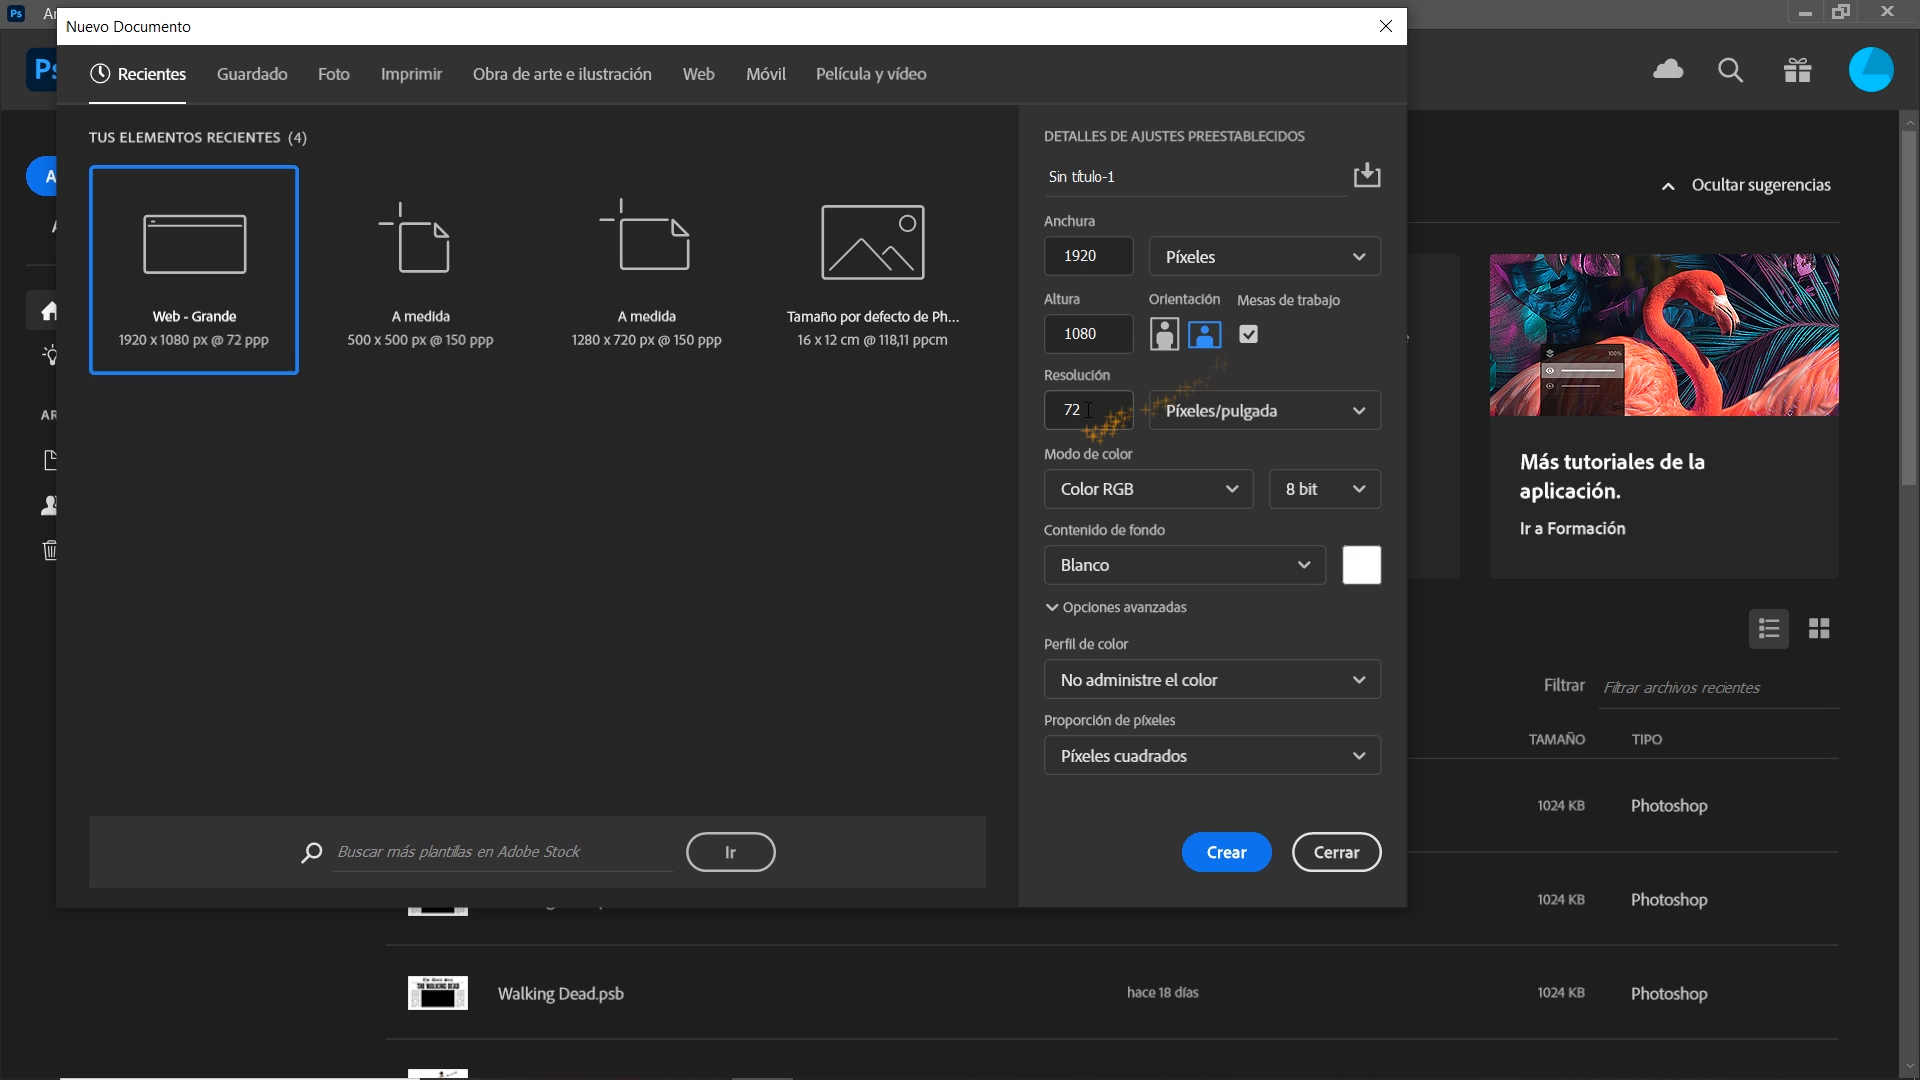 Ps
Nuevo Documento
Ps
Recientes
Guardado
Foto
Imprimir
Obra de arte e ilustración
Web
Móvil
Película y vídeo
TUS ELEMENTOS RECIENTES (4)
Web - Grande
1920 x 1080 px @ 72 ppp
A medida
500 x 500 px @ 150 ppp
A medida
1280 x 720 px @ 150 ppp
Tamaño por defecto de Ph...
16 x 12 cm @ 118,11 ppcm
Buscar más plantillas en Adobe Stock
Ir
DETALLES DE AJUSTES PREESTABLECIDOS
Sin título-1
Anchura
1920
Píxeles
Altura
Orientación
Mesas de trabajo
1080
Resolución
72
Píxeles/pulgada
Modo de color
Color RGB
8 bit
Contenido de fondo
Blanco
Opciones avanzadas
Perfil de color
No administre el color
Proporción de píxeles
Píxeles cuadrados
Crear
Cerrar
Ocultar sugerencias
100%
Más tutoriales de la
aplicación.
Ir a Formación
Filtrar
Filtrar archivos recientes
TAMAÑO
TIPO
1024 KB
Photoshop
1024 KB
Photoshop
THE WALKING DEAD
Walking Dead.psb
hace 18 días
1024 KB
Photoshop